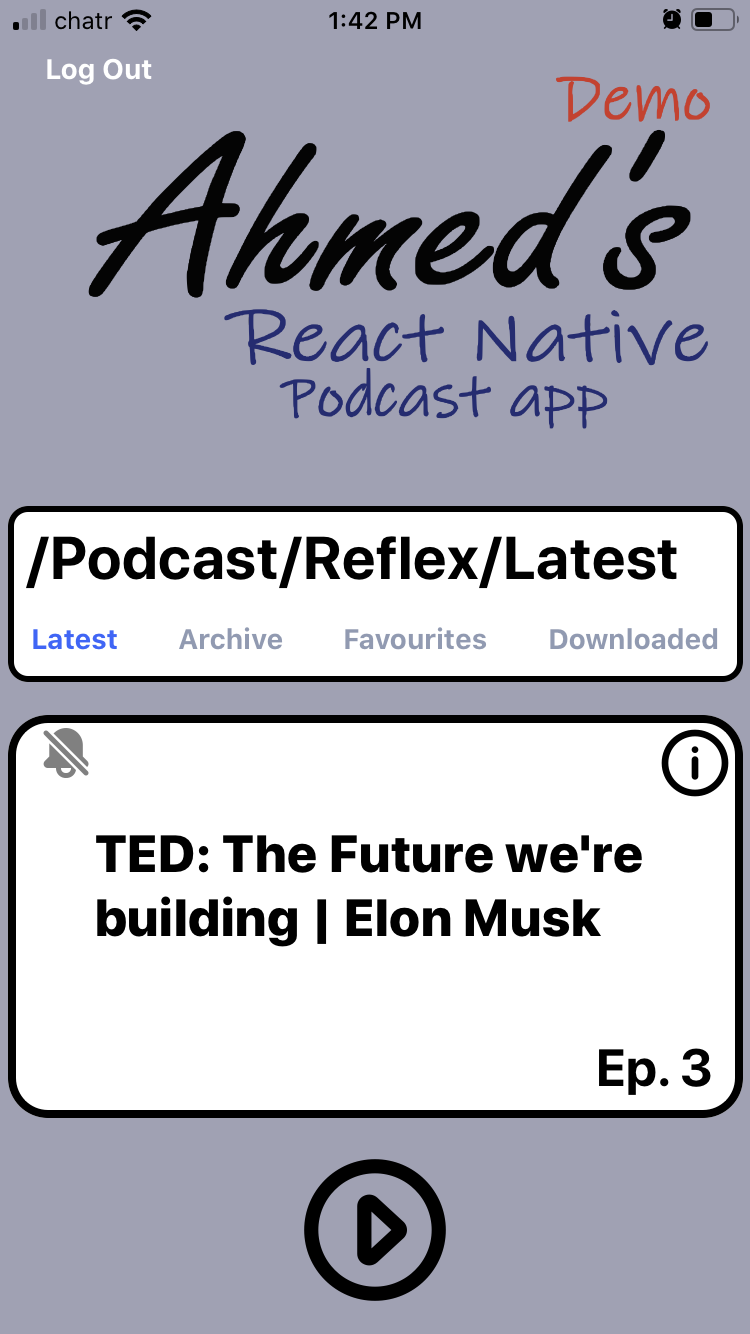 chatr 1:42 PM
Log Out
Demo
Ahmed's
React Native
Podcast app
/Podcast/Reflex/Latest
Latest Archive Favourites Downloaded
TED: The Future we're
building | Elon Musk
Ep. 3